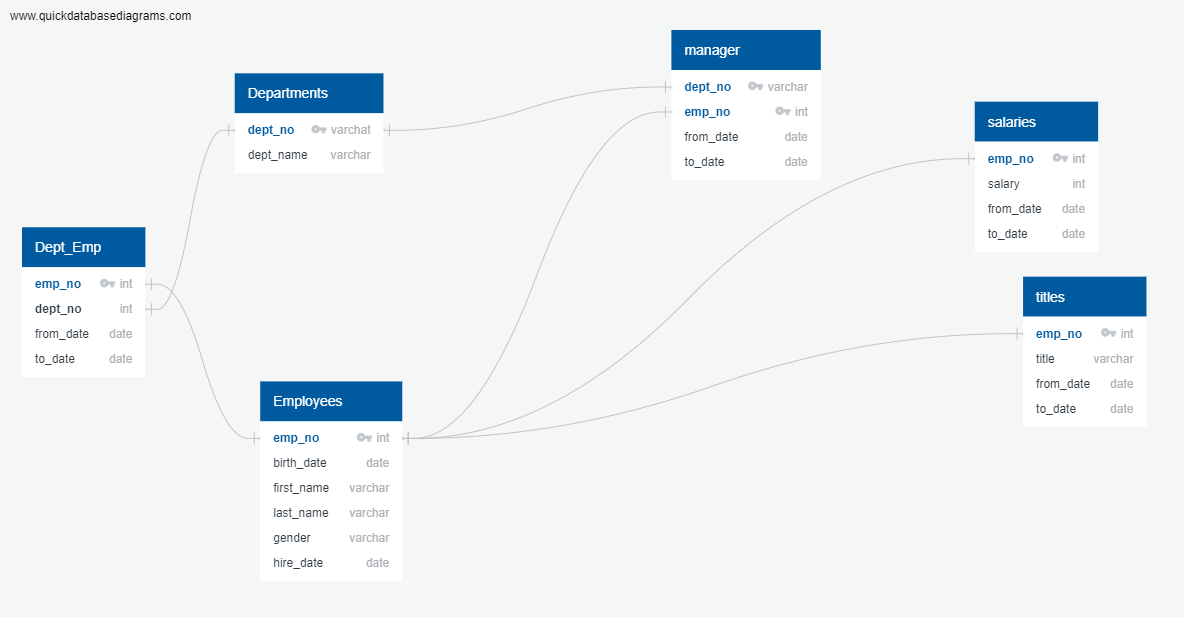 www.quickdatabasediagrams.com
manager
dept_no varchar
emp_no int
from_date date
to_date date
Departments
dept_no varchat
dept_name varchar
salaries
emp_no int
salary int
from_date date
to_date date
Dept_Emp
emp_no int
dept_no int
from_date date
to_date date
titles
emp_no int
title varchar
from_date date
to_date date
Employees
emp_no int
birth_date date
first_name varchar
last_name varchar
gender varchar
hire_date date